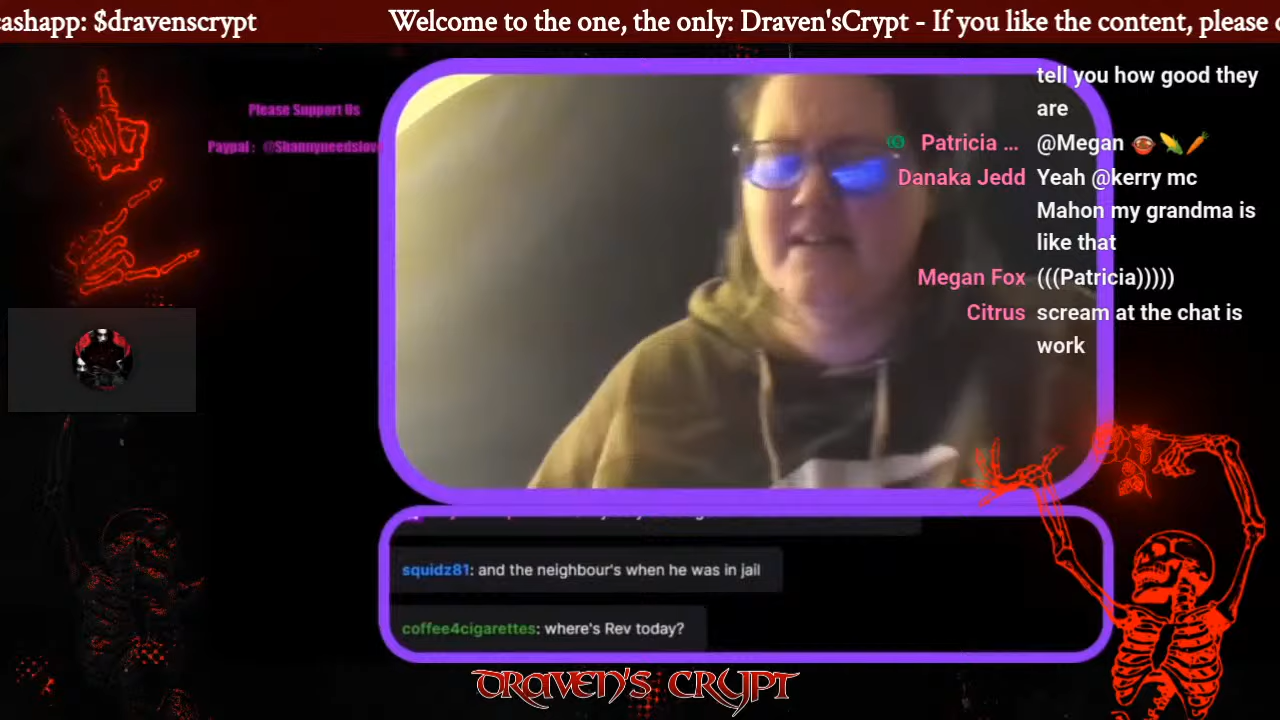 ashapp: $dravenscrypt
Welcome to the one, the only: Draven'sCrypt - If you like the content, please
Please Support Us
Paypal : @Shannyneedslove
tell you how good they
are
Patricia ... @Megan 🍲🌽🥕
Danaka Jedd Yeah @kerry mc
Mahon my grandma is
like that
Megan Fox (((Patricia)))))
Citrus scream at the chat is
work
squidz81: and the neighbour's when he was in jail
coffee4cigarettes: where's Rev today?
DRAVEN'S CRYPT